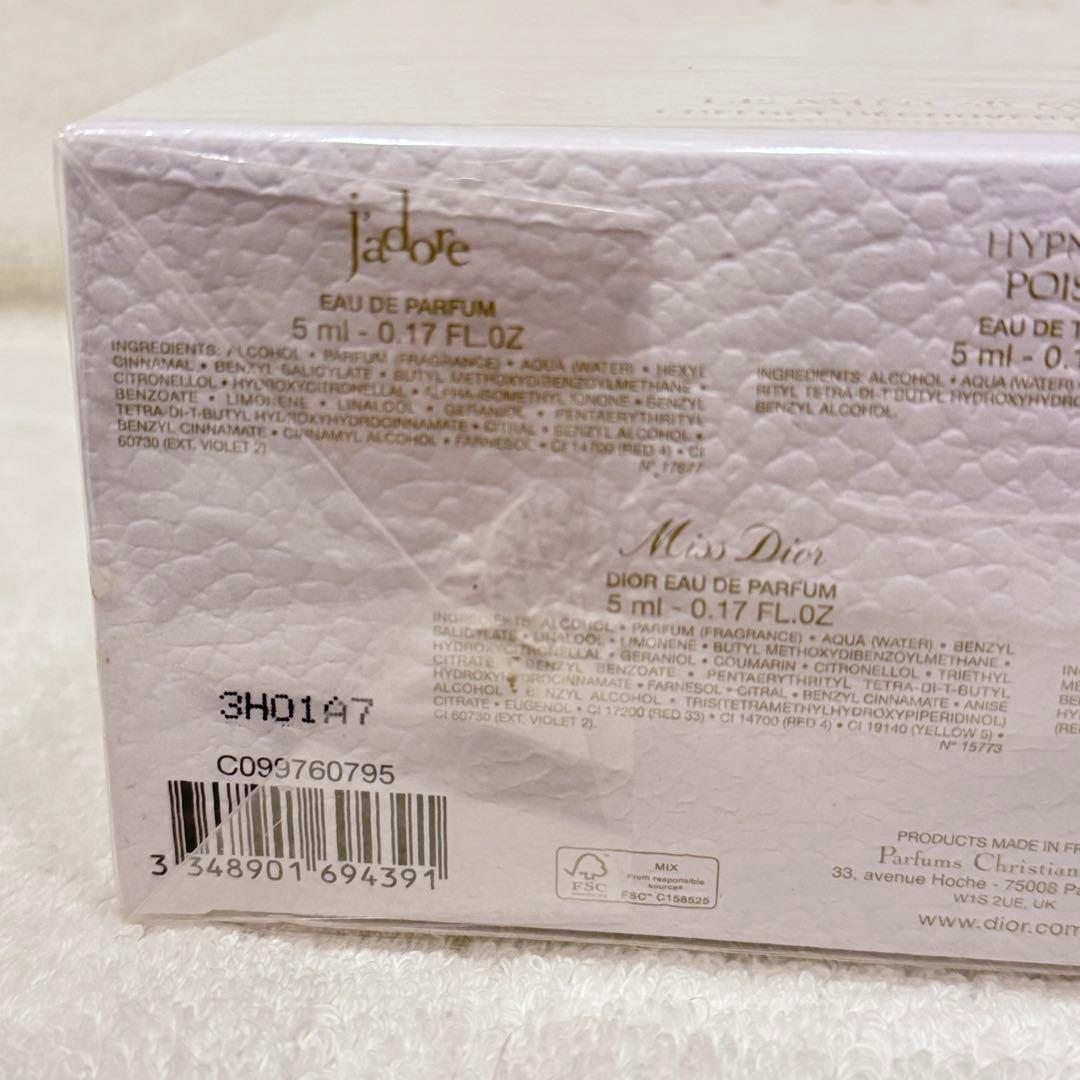 j'adore
EAU DE PARFUM
5 ml - 0.17 FL.OZ
INGREDIENTS: ALCOHOL • PARFUM (FRAGRANCE) • AQUA (WATER) • HEXYL
CINNAMAL • BENZYL SALICYLATE • BUTYL METHOXYDIBENZOYLMETHANE •
CITRONELLOL • HYDROXYCITRONELLAL • ALPHA-ISOMETHYL IONONE • BENZYL
BENZOATE • LIMONENE • LINALOOL • GERANIOL • PENTAERYTHRITYL
TETRA-DI-T-BUTYL HYDROXYHYDROCINNAMATE • CITRAL • BENZYL ALCOHOL •
BENZYL CINNAMATE • CINNAMYL ALCOHOL • FARNESOL • CI 14700 (RED 4) • CI
60730 (EXT. VIOLET 2)
N° 17677
HYPN
POIS
EAU DE T
5 ml - 0.1
INGREDIENTS: ALCOHOL • AQUA (WATER)
RITYL TETRA-DI-T-BUTYL HYDROXYHYDRO
BENZYL ALCOHOL
Miss Dior
DIOR EAU DE PARFUM
5 ml - 0.17 FL.OZ
INGREDIENTS: ALCOHOL • PARFUM (FRAGRANCE) • AQUA (WATER) • BENZYL
SALICYLATE • LINALOOL • LIMONENE • BUTYL METHOXYDIBENZOYLMETHANE •
HYDROXYCITRONELLAL • GERANIOL • COUMARIN • CITRONELLOL • TRIETHYL
CITRATE • BENZYL BENZOATE • PENTAERYTHRITYL TETRA-DI-T-BUTYL
HYDROXYHYDROCINNAMATE • FARNESOL • CITRAL • BENZYL CINNAMATE • ANISE
ALCOHOL • BENZYL ALCOHOL • TRIS(TETRAMETHYLHYDROXYPIPERIDINOL)
CITRATE • EUGENOL • CI 17200 (RED 33) • CI 14700 (RED 4) • CI 19140 (YELLOW 5) •
CI 60730 (EXT. VIOLET 2).
N° 15773
3H01A7
C099760795
3 348901 694391
FSC
MIX
From responsible
sources
FSC™ C158525
PRODUCTS MADE IN FR
Parfums Christian
33, avenue Hoche - 75008 Pa
W1S 2UE, UK
www.dior.com